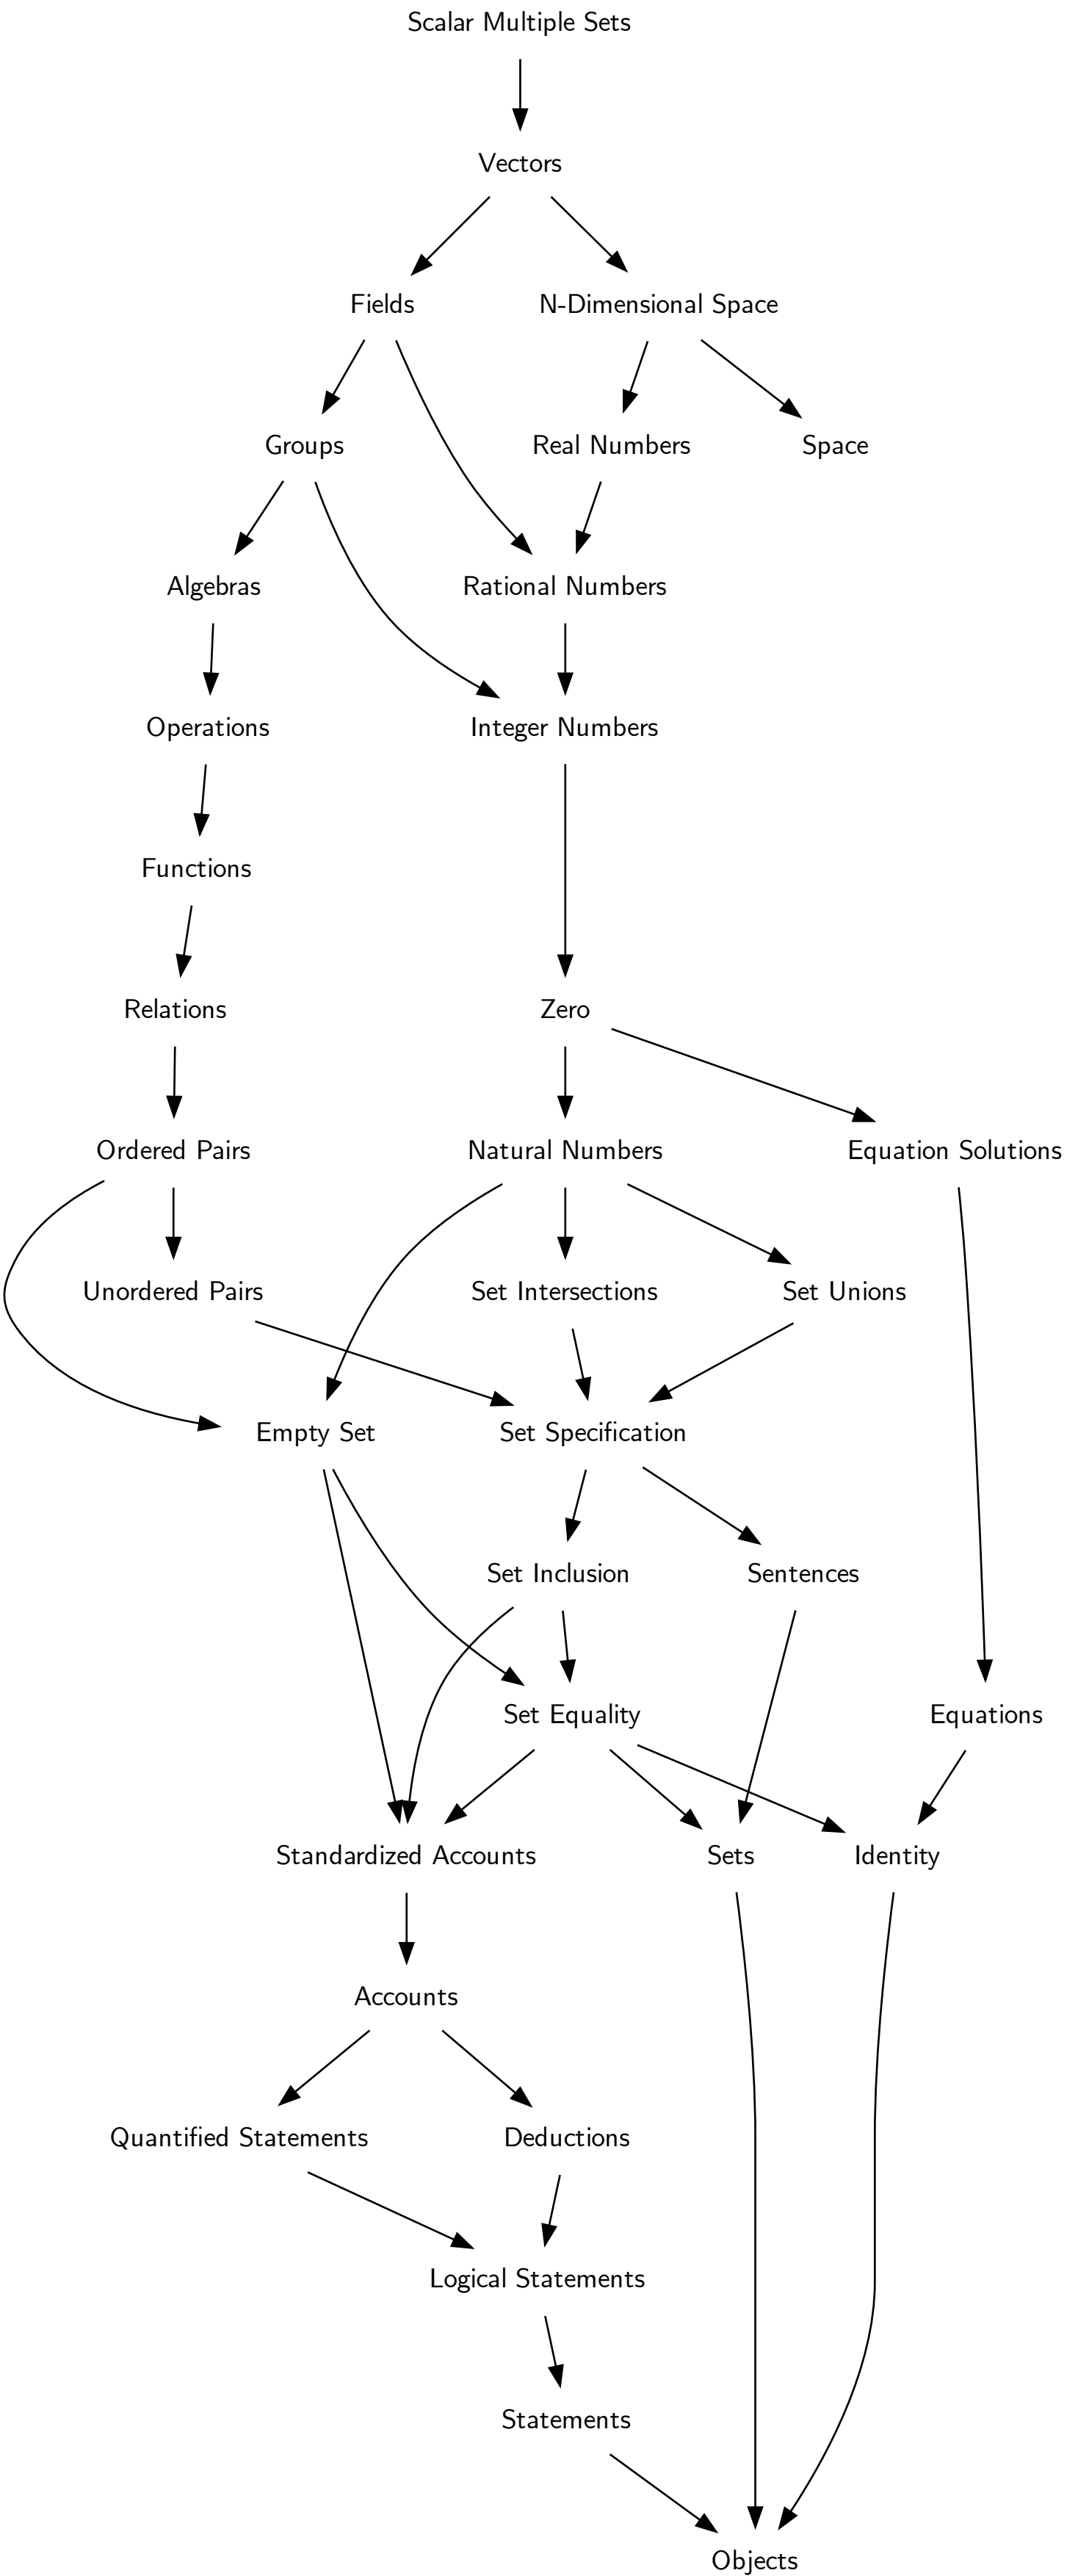 Scalar Multiple Sets
Vectors
Fields
N-Dimensional Space
Groups
Real Numbers
Space
Algebras
Rational Numbers
Operations
Integer Numbers
Functions
Relations
Zero
Ordered Pairs
Natural Numbers
Equation Solutions
Unordered Pairs
Set Intersections
Set Unions
Empty Set
Set Specification
Set Inclusion
Sentences
Set Equality
Equations
Standardized Accounts
Sets
Identity
Accounts
Quantified Statements
Deductions
Logical Statements
Statements
Objects